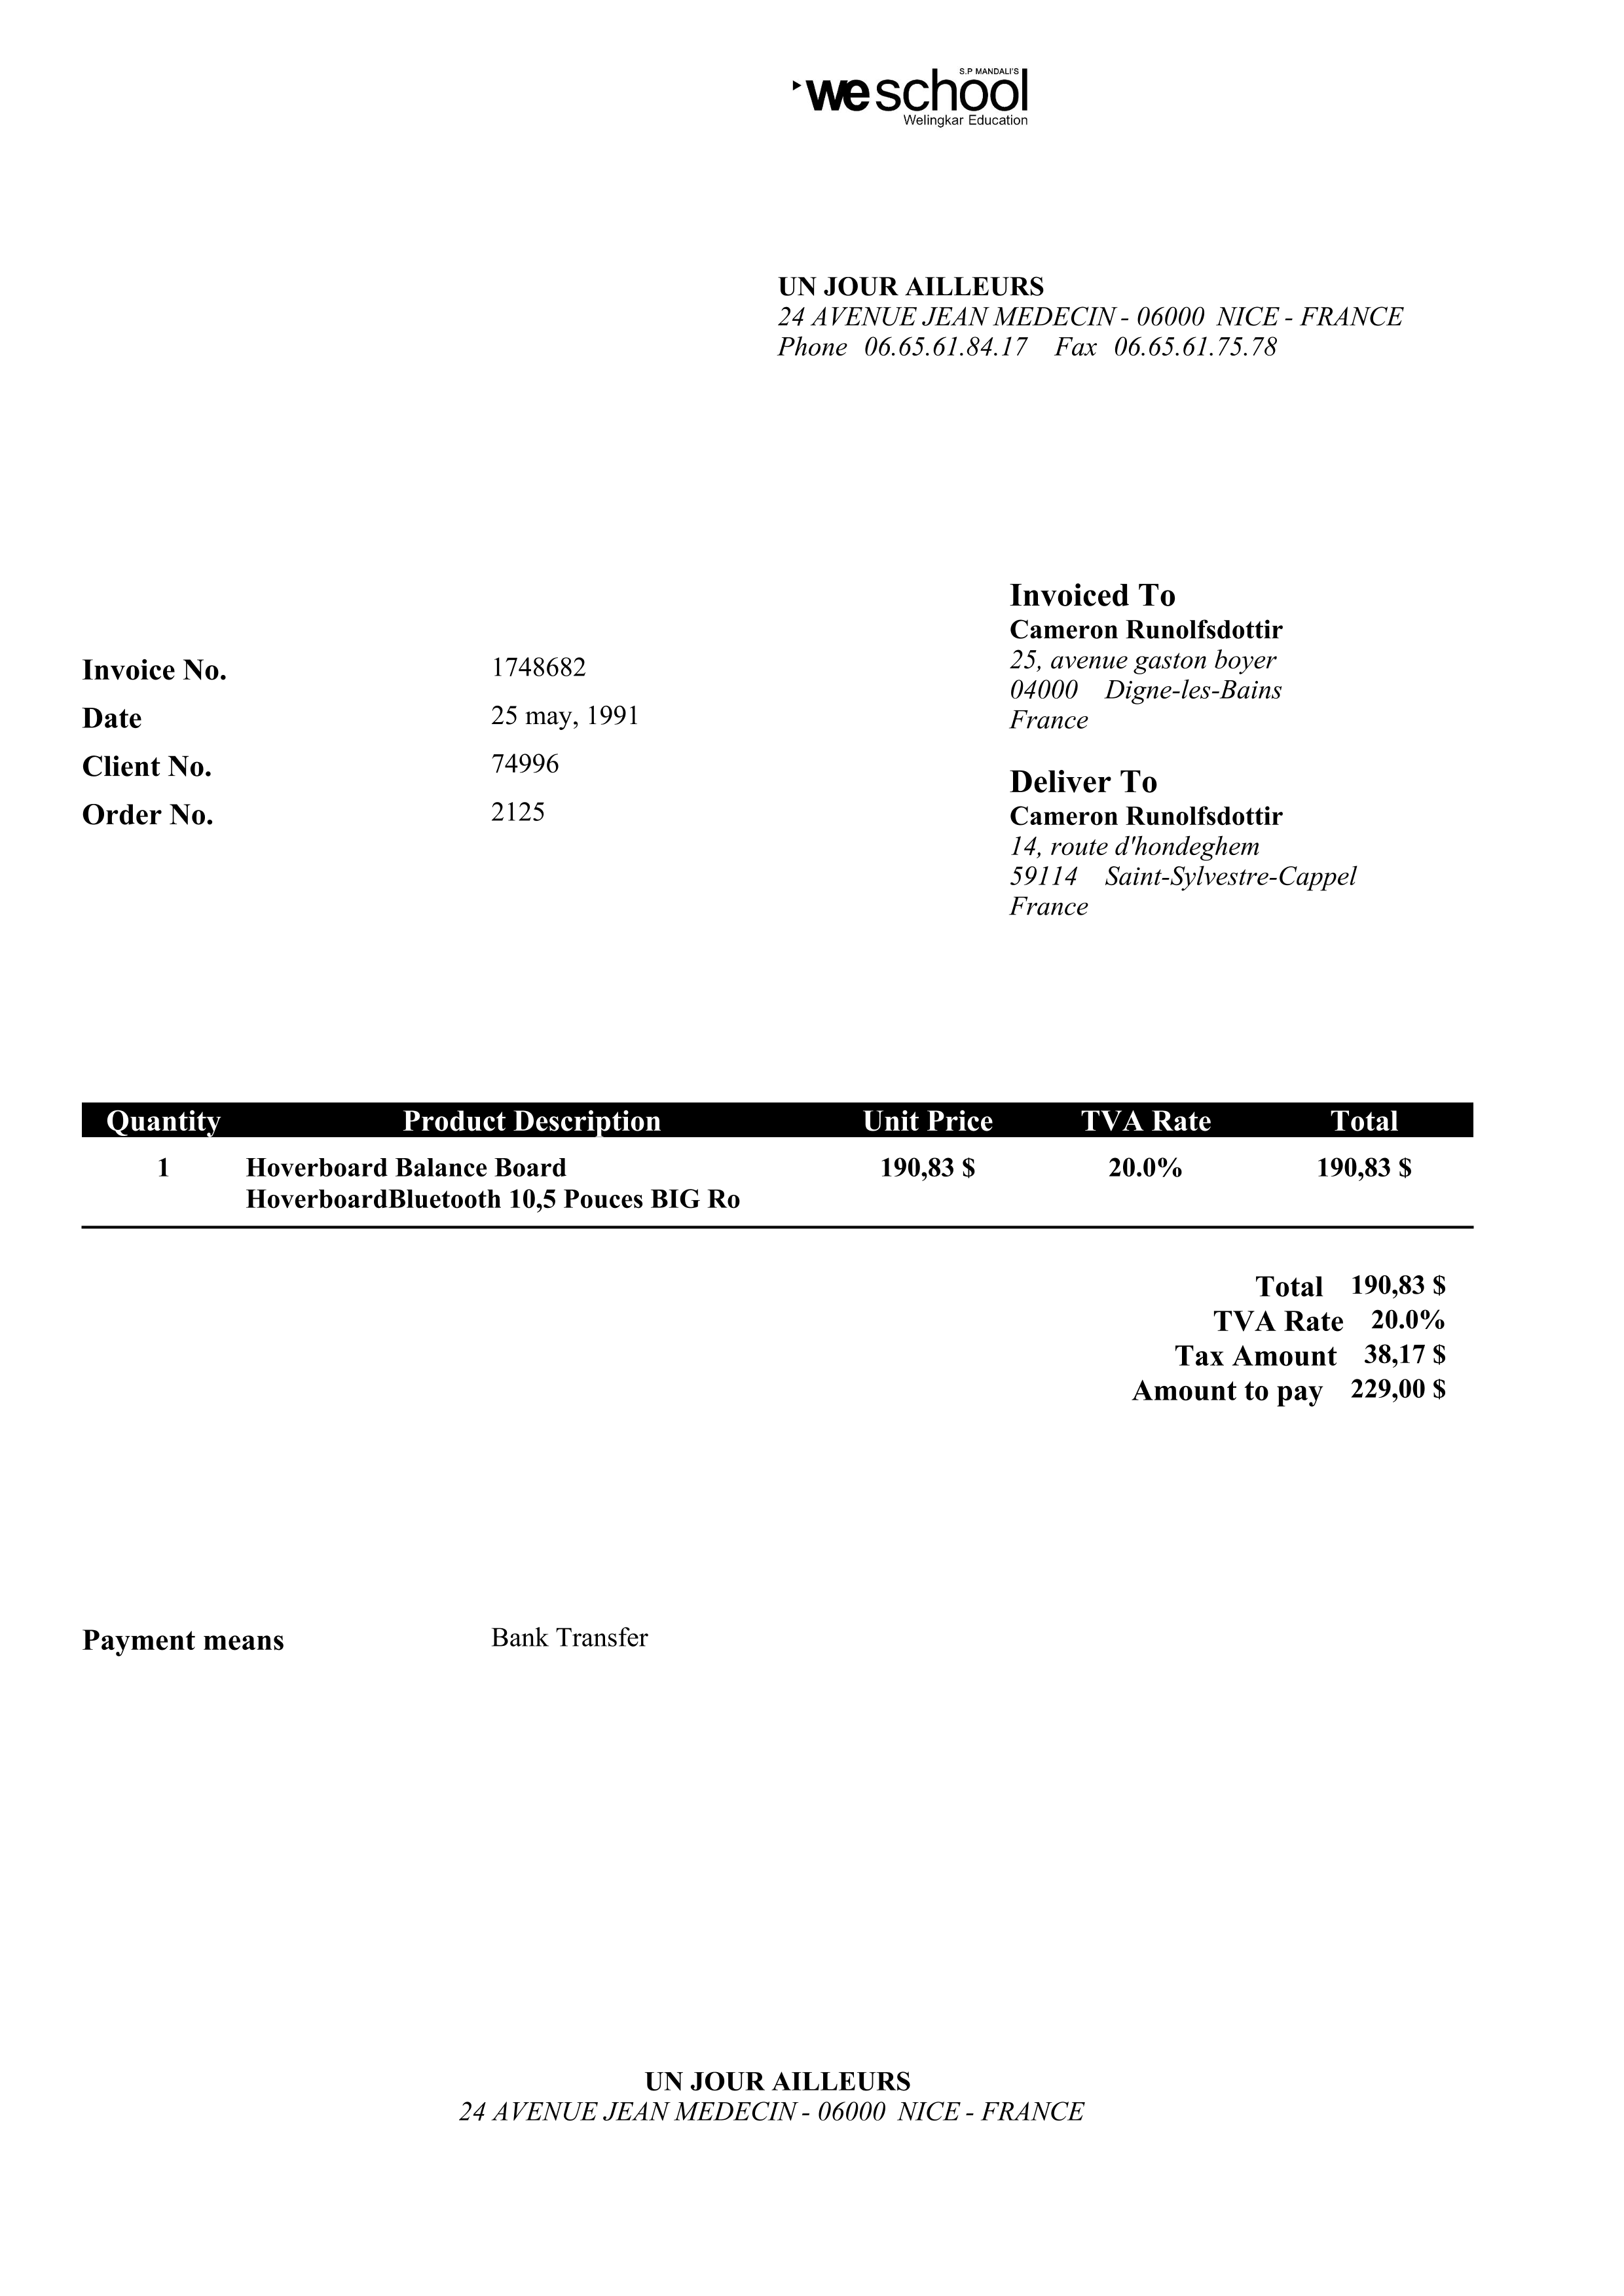 S.P MANDALI'S
weschool
Welingkar Education
UN JOUR AILLEURS
24 AVENUE JEAN MEDECIN - 06000 NICE - FRANCE
Phone 06.65.61.84.17 Fax 06.65.61.75.78
Invoice No. 1748682
Date 25 may, 1991
Client No. 74996
Order No. 2125
Invoiced To
Cameron Runolfsdottir
25, avenue gaston boyer
04000 Digne-les-Bains
France
Deliver To
Cameron Runolfsdottir
14, route d'hondeghem
59114 Saint-Sylvestre-Cappel
France
Quantity Product Description Unit Price TVA Rate Total
1 Hoverboard Balance Board 190,83 $ 20.0% 190,83 $
HoverboardBluetooth 10,5 Pouces BIG Ro
Total 190,83 $
TVA Rate 20.0%
Tax Amount 38,17 $
Amount to pay 229,00 $
Payment means Bank Transfer
UN JOUR AILLEURS
24 AVENUE JEAN MEDECIN - 06000 NICE - FRANCE